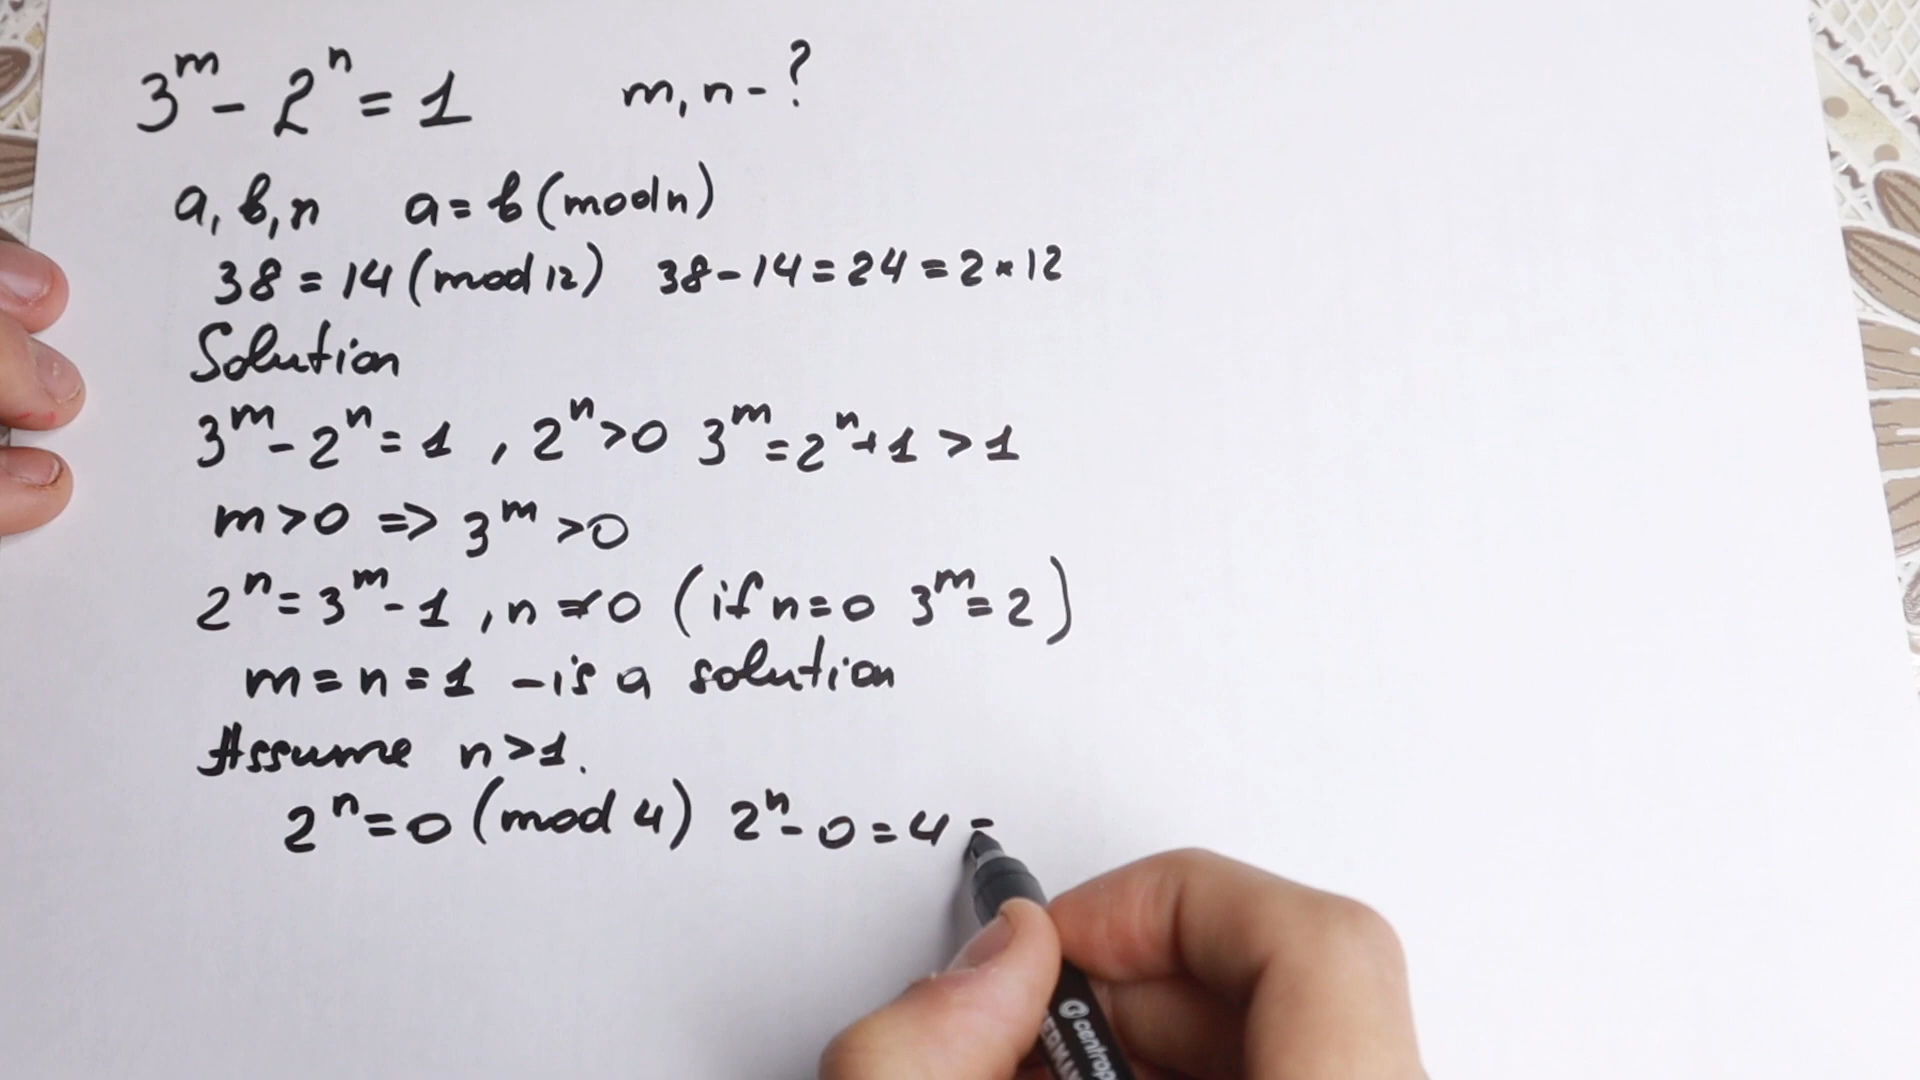 3^m - 2^n = 1 m, n - ?
a, b, n a = b (mod n)
38 = 14 (mod 12) 38 - 14 = 24 = 2 * 12
Solution
3^m - 2^n = 1 , 2^n > 0 3^m = 2^n + 1 > 1
m > 0 => 3^m > 0
2^n = 3^m - 1 , n ≠ 0 (if n = 0 3^m = 2)
m = n = 1 - is a solution
Assume n > 1.
2^n = 0 (mod 4) 2^n - 0 = 4 =
centrop